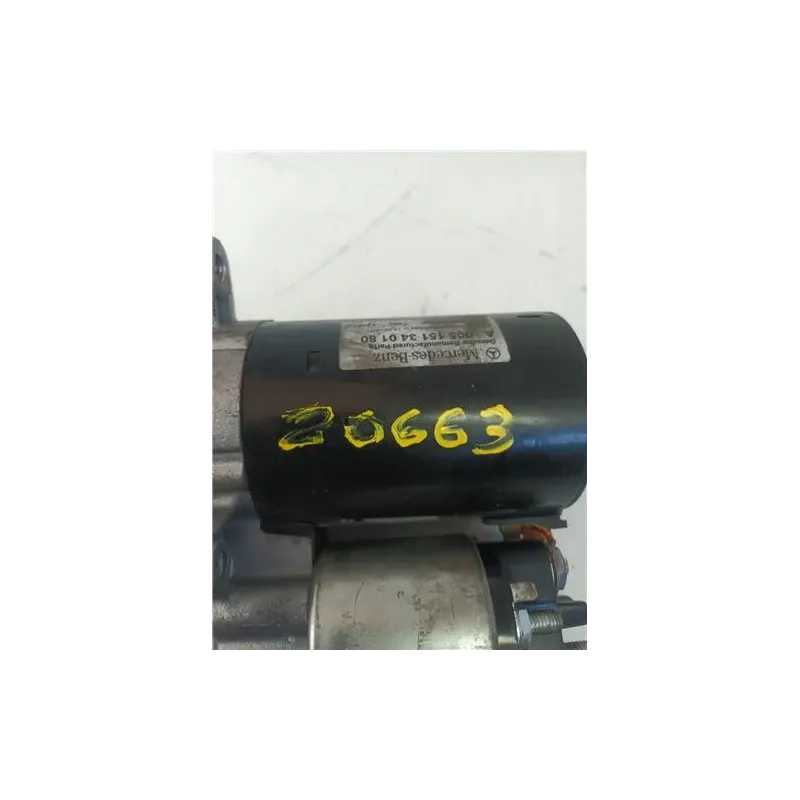 Mercedes-Benz
Genuine Remanufactured Parts
A 005 151 34 01 80
20663